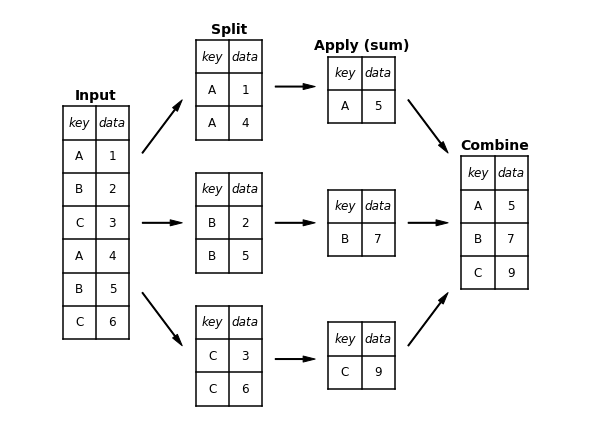 Input
key data
A 1
B 2
C 3
A 4
B 5
C 6
Split
key data
A 1
A 4
key data
B 2
B 5
key data
C 3
C 6
Apply (sum)
key data
A 5
key data
B 7
key data
C 9
Combine
key data
A 5
B 7
C 9